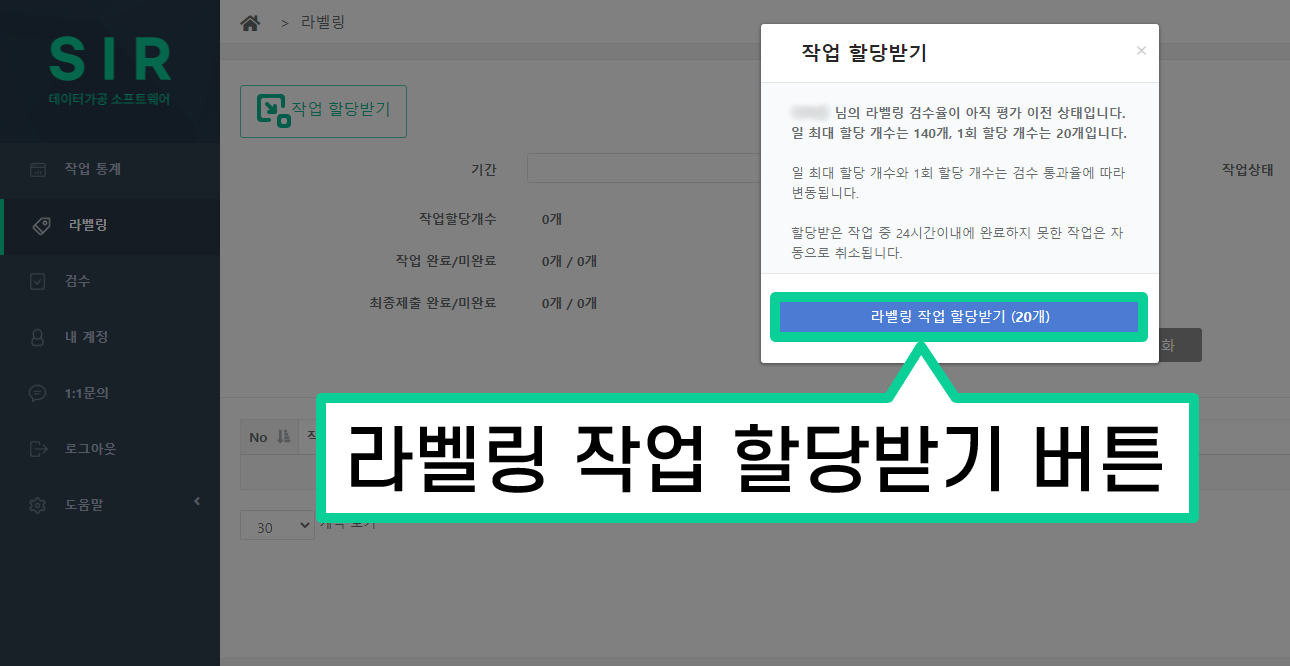 SIR
데이터가공 소프트웨어
작업 통계
라벨링
검수
내 계정
1:1문의
로그아웃
도움말
> 라벨링
작업 할당받기
기간
작업상태
작업할당개수 0개
작업 완료/미완료 0개 / 0개
최종제출 완료/미완료 0개 / 0개
작업 할당받기 ×
님의 라벨링 검수율이 아직 평가 이전 상태입니다.
일 최대 할당 개수는 140개, 1회 할당 개수는 20개입니다.
일 최대 할당 개수와 1회 할당 개수는 검수 통과율에 따라
변동됩니다.
할당받은 작업 중 24시간이내에 완료하지 못한 작업은 자
동으로 취소됩니다.
라벨링 작업 할당받기 (20개)
화
라벨링 작업 할당받기 버튼
No
30